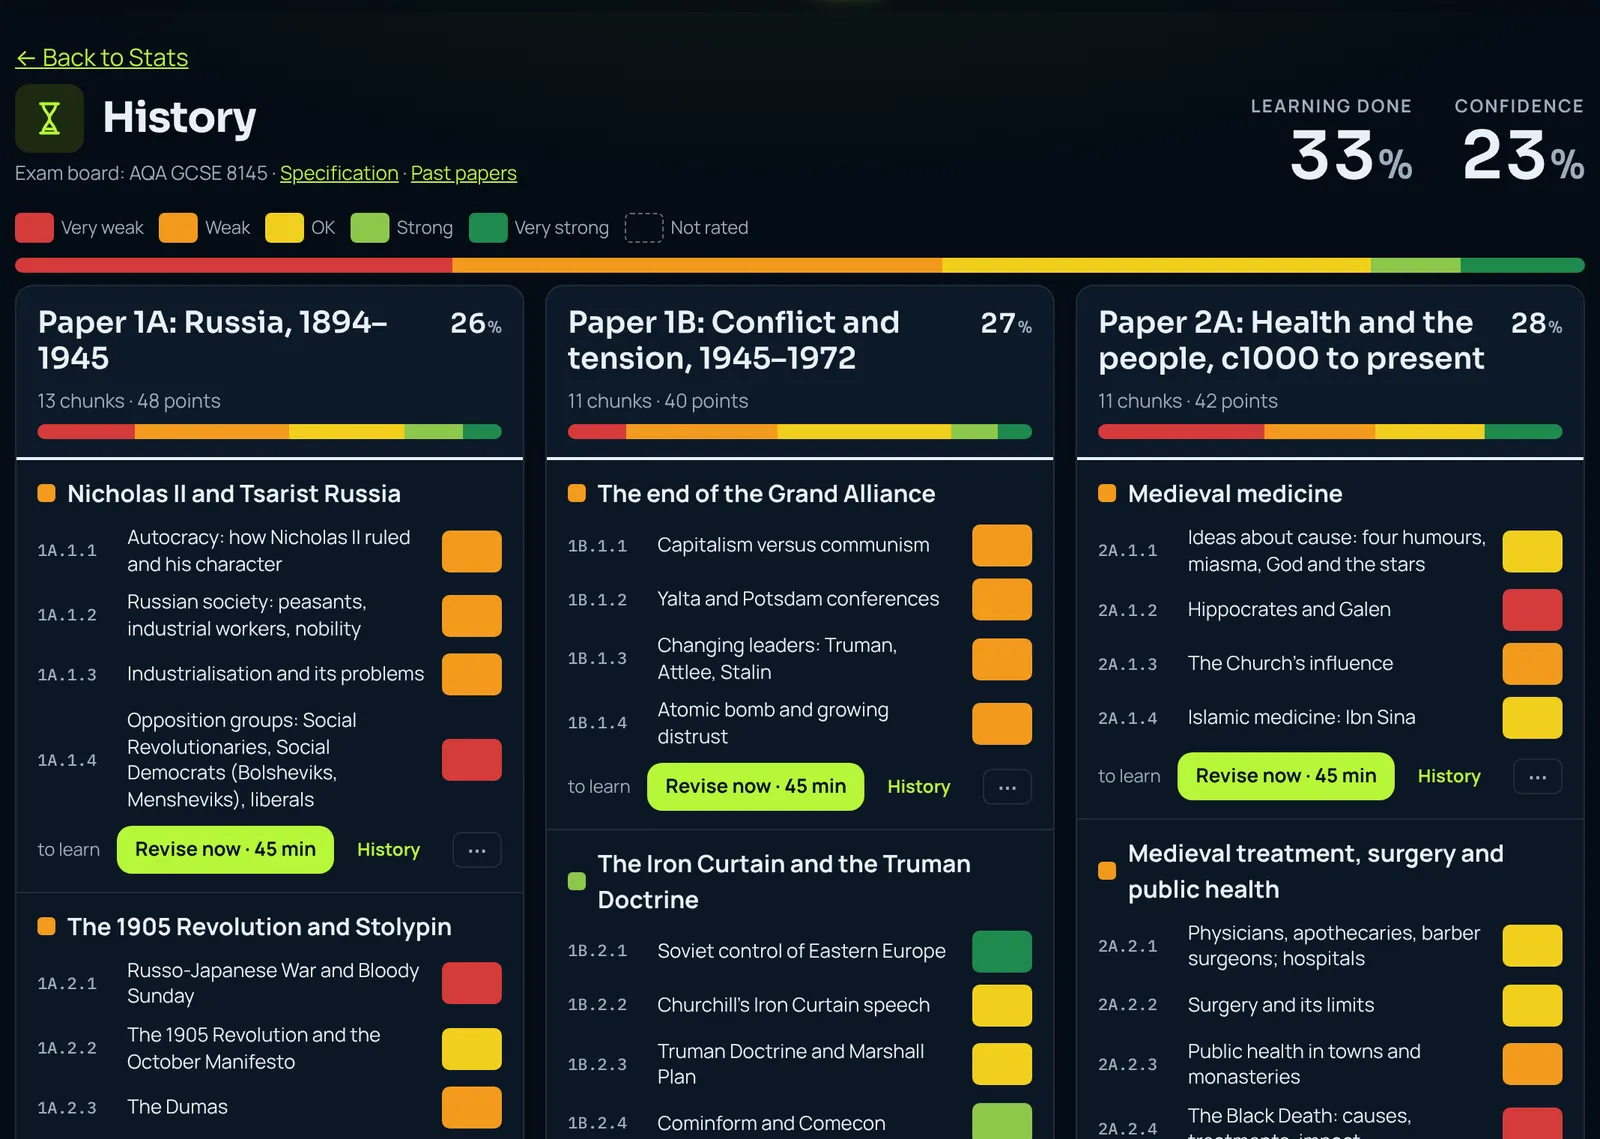 ← Back to Stats
History
Exam board: AQA GCSE 8145 · Specification · Past papers
LEARNING DONE
33%
CONFIDENCE
23%
Very weak
Weak
OK
Strong
Very strong
Not rated
Paper 1A: Russia, 1894–
1945
26%
13 chunks · 48 points
Nicholas II and Tsarist Russia
1A.1.1
Autocracy: how Nicholas II ruled
and his character
1A.1.2
Russian society: peasants,
industrial workers, nobility
1A.1.3
Industrialisation and its problems
1A.1.4
Opposition groups: Social
Revolutionaries, Social
Democrats (Bolsheviks,
Mensheviks), liberals
to learn
Revise now · 45 min
History
...
The 1905 Revolution and Stolypin
1A.2.1
Russo-Japanese War and Bloody
Sunday
1A.2.2
The 1905 Revolution and the
October Manifesto
1A.2.3
The Dumas
Paper 1B: Conflict and
tension, 1945–1972
27%
11 chunks · 40 points
The end of the Grand Alliance
1B.1.1
Capitalism versus communism
1B.1.2
Yalta and Potsdam conferences
1B.1.3
Changing leaders: Truman,
Attlee, Stalin
1B.1.4
Atomic bomb and growing
distrust
to learn
Revise now · 45 min
History
...
The Iron Curtain and the Truman
Doctrine
1B.2.1
Soviet control of Eastern Europe
1B.2.2
Churchill's Iron Curtain speech
1B.2.3
Truman Doctrine and Marshall
Plan
1B.2.4
Cominform and Comecon
Paper 2A: Health and the
people, c1000 to present
28%
11 chunks · 42 points
Medieval medicine
2A.1.1
Ideas about cause: four humours,
miasma, God and the stars
2A.1.2
Hippocrates and Galen
2A.1.3
The Church's influence
2A.1.4
Islamic medicine: Ibn Sina
to learn
Revise now · 45 min
History
...
Medieval treatment, surgery and
public health
2A.2.1
Physicians, apothecaries, barber
surgeons; hospitals
2A.2.2
Surgery and its limits
2A.2.3
Public health in towns and
monasteries
2A.2.4
The Black Death: causes,